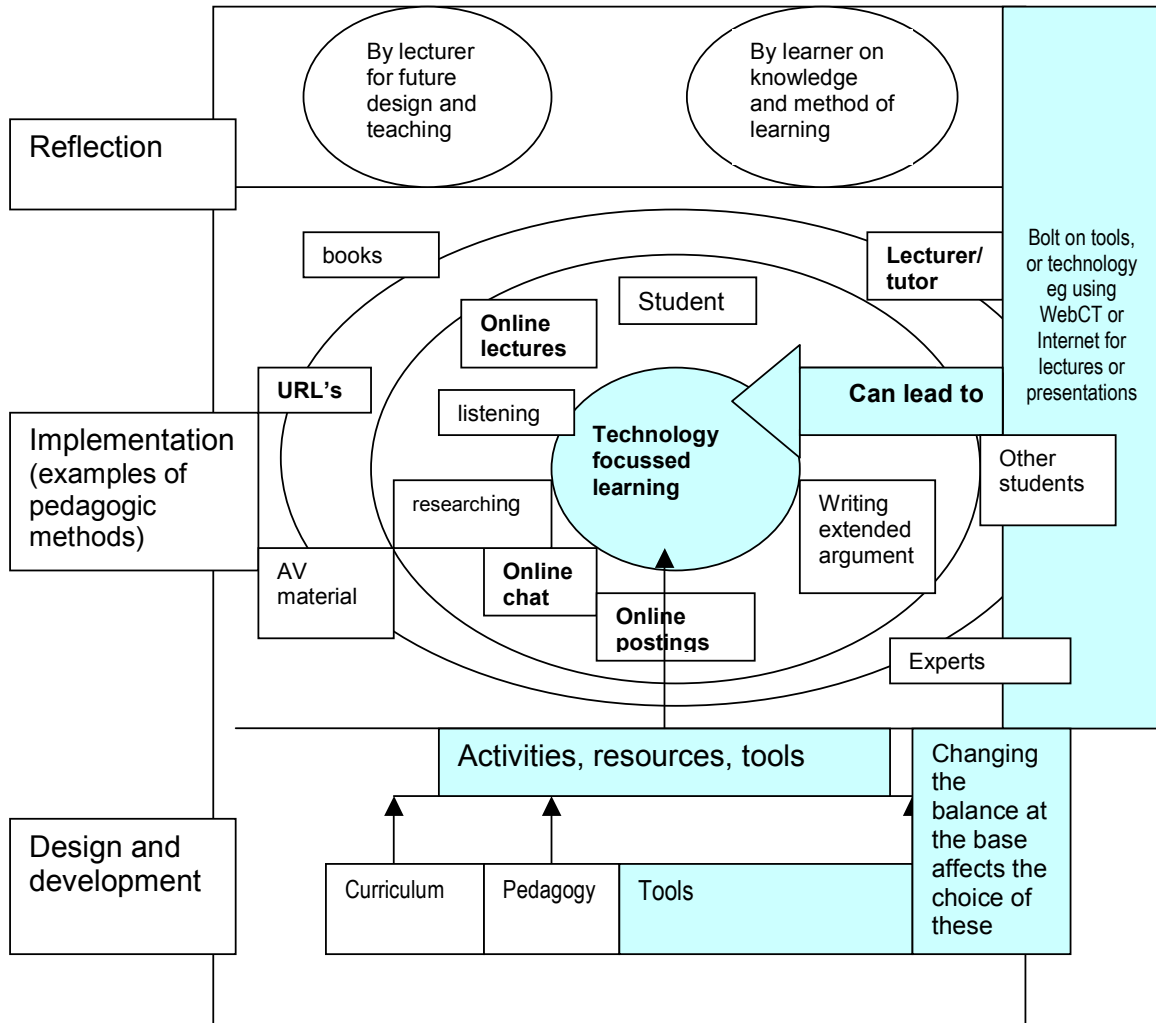 By lecturer
for future
design and
teaching
By learner on
knowledge
and method of
learning
Reflection
books
Lecturer/
tutor
Bolt on tools,
or technology
eg using
WebCT or
Internet for
lectures or
presentations
Student
Online
lectures
URL's
listening
Can lead to
Technology
focussed
learning
Implementation
(examples of
pedagogic
methods)
Other
students
researching
Writing
extended
argument
AV
material
Online
chat
Online
postings
Experts
Activities, resources, tools
Changing
the
balance at
the base
affects the
choice of
these
Design and
development
Curriculum
Pedagogy
Tools